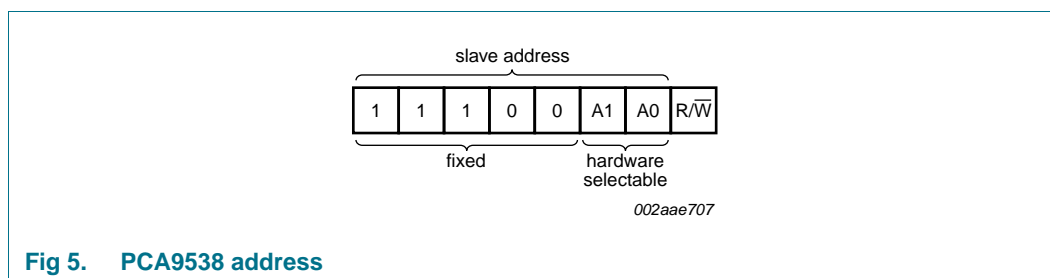 slave address
1 1 1 0 0 A1 A0 R/W̅
fixed
hardware
selectable
002aae707
Fig 5. PCA9538 address